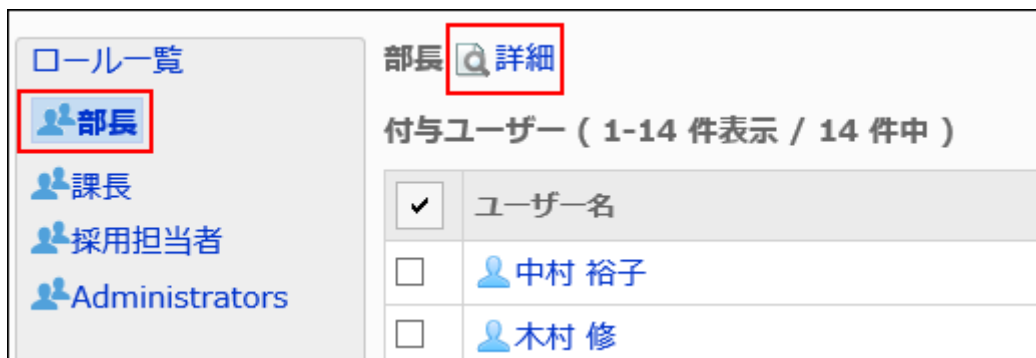 ロール一覧
部長
課長
採用担当者
Administrators
部長 詳細
付与ユーザー ( 1-14 件表示 / 14 件中 )
ユーザー名
中村 裕子
木村 修